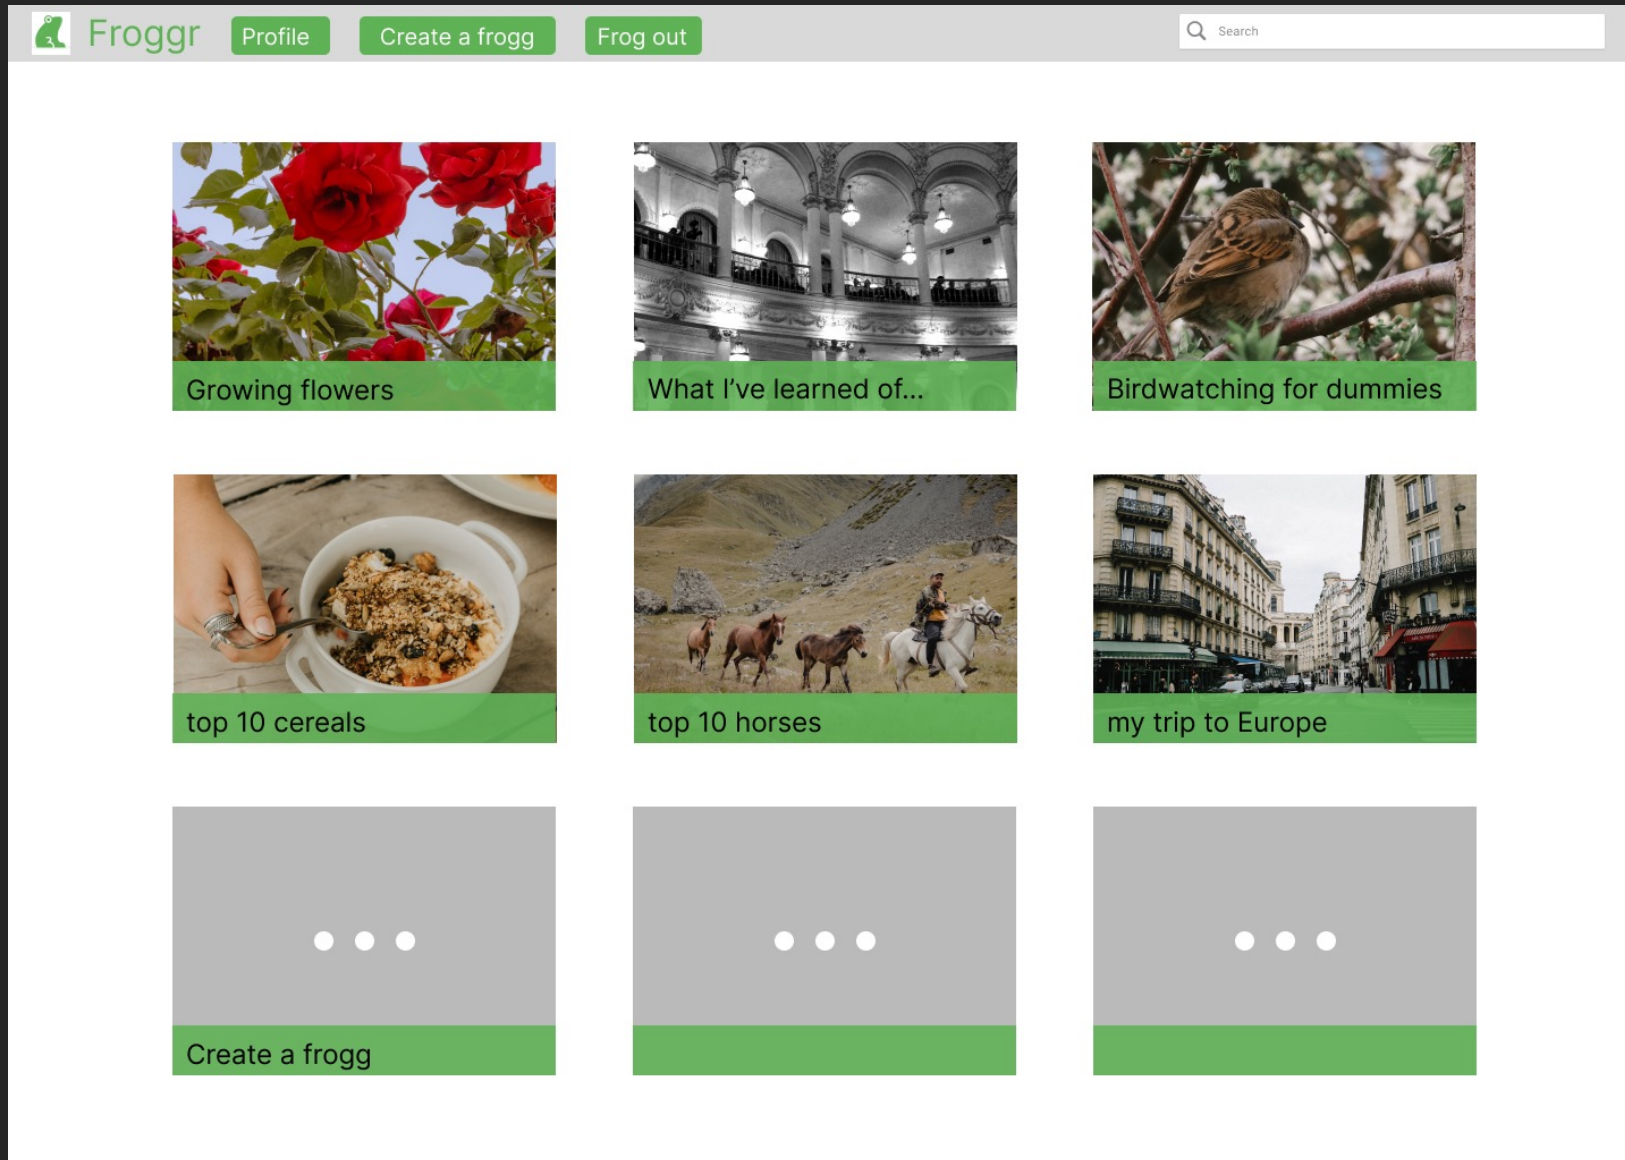 Froggr
Profile
Create a frogg
Frog out
Search
Growing flowers
What I’ve learned of...
Birdwatching for dummies
top 10 cereals
top 10 horses
my trip to Europe
Create a frogg